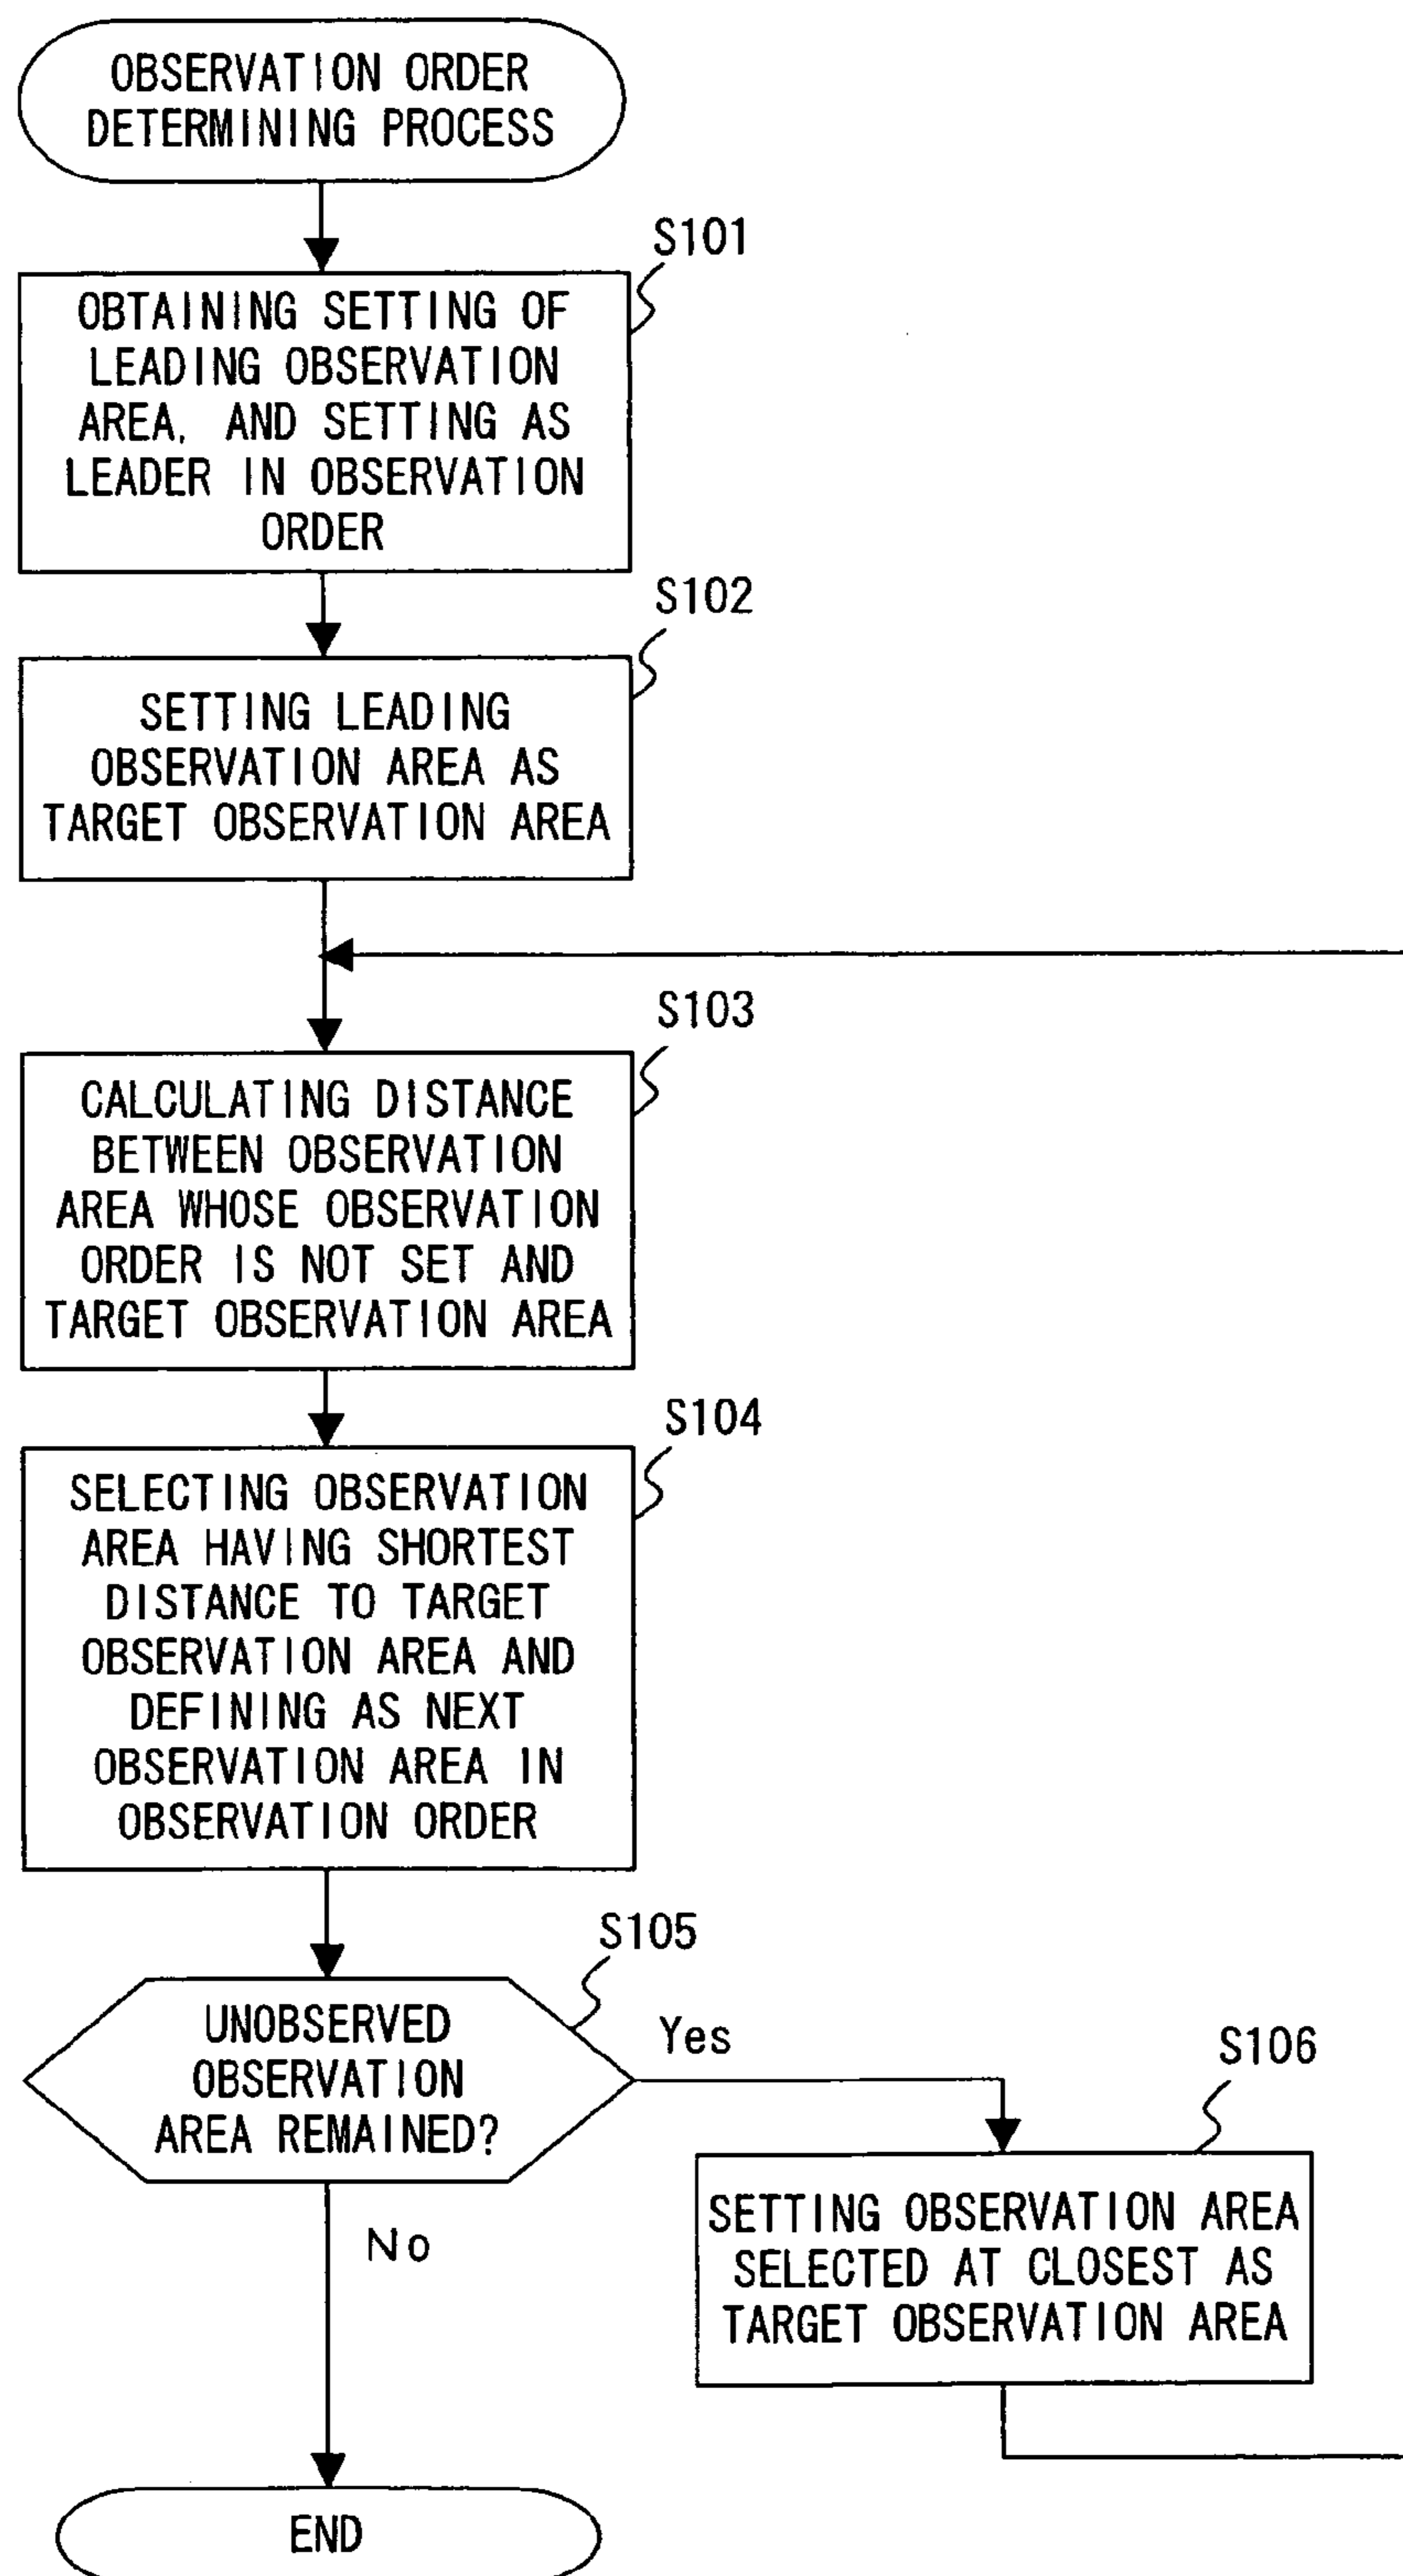 OBSERVATION ORDER
DETERMINING PROCESS
S101
OBTAINING SETTING OF
LEADING OBSERVATION
AREA, AND SETTING AS
LEADER IN OBSERVATION
ORDER
S102
SETTING LEADING
OBSERVATION AREA AS
TARGET OBSERVATION AREA
S103
CALCULATING DISTANCE
BETWEEN OBSERVATION
AREA WHOSE OBSERVATION
ORDER IS NOT SET AND
TARGET OBSERVATION AREA
S104
SELECTING OBSERVATION
AREA HAVING SHORTEST
DISTANCE TO TARGET
OBSERVATION AREA AND
DEFINING AS NEXT
OBSERVATION AREA IN
OBSERVATION ORDER
S105
UNOBSERVED
OBSERVATION
AREA REMAINED?
Yes
No
S106
SETTING OBSERVATION AREA
SELECTED AT CLOSEST AS
TARGET OBSERVATION AREA
END